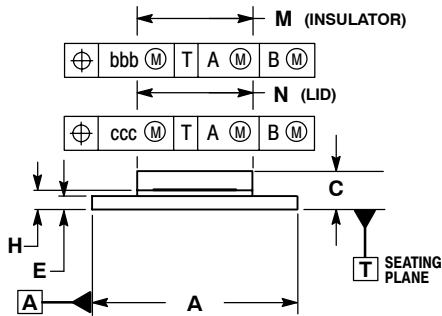 M (INSULATOR)
⌖ bbb Ⓜ T A Ⓜ B Ⓜ
N (LID)
⌖ ccc Ⓜ T A Ⓜ B Ⓜ
C
H
E
T SEATING
PLANE
A
A